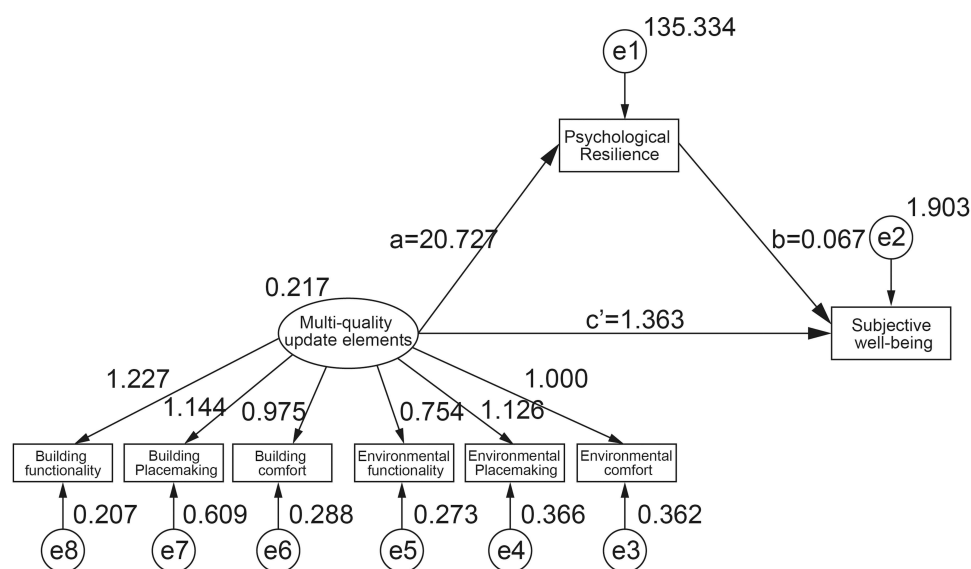 135.334
e1
Psychological
Resilience
1.903
a=20.727
b=0.067
e2
0.217
Multi-quality
update elements
c'=1.363
Subjective
well-being
1.227
1.144
0.975
0.754
1.126
1.000
Building
functionality
Building
Placemaking
Building
comfort
Environmental
functionality
Environmental
Placemaking
Environmental
comfort
0.207
0.609
0.288
0.273
0.366
0.362
e8
e7
e6
e5
e4
e3